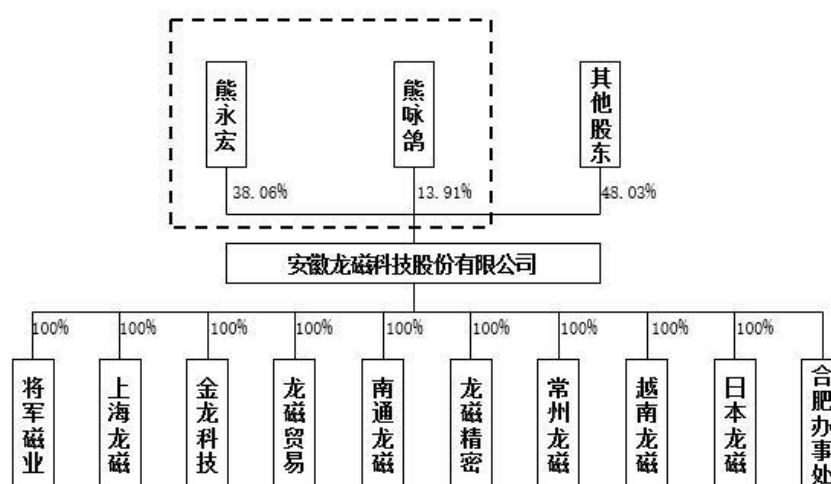 熊永宏
熊咏鸽
其他股东
38.06%
13.91%
48.03%
安徽龙磁科技股份有限公司
100%
100%
100%
100%
100%
100%
100%
100%
100%
将军磁业
上海龙磁
金龙科技
龙磁贸易
南通龙磁
龙磁精密
常州龙磁
越南龙磁
日本龙磁
合肥办事处